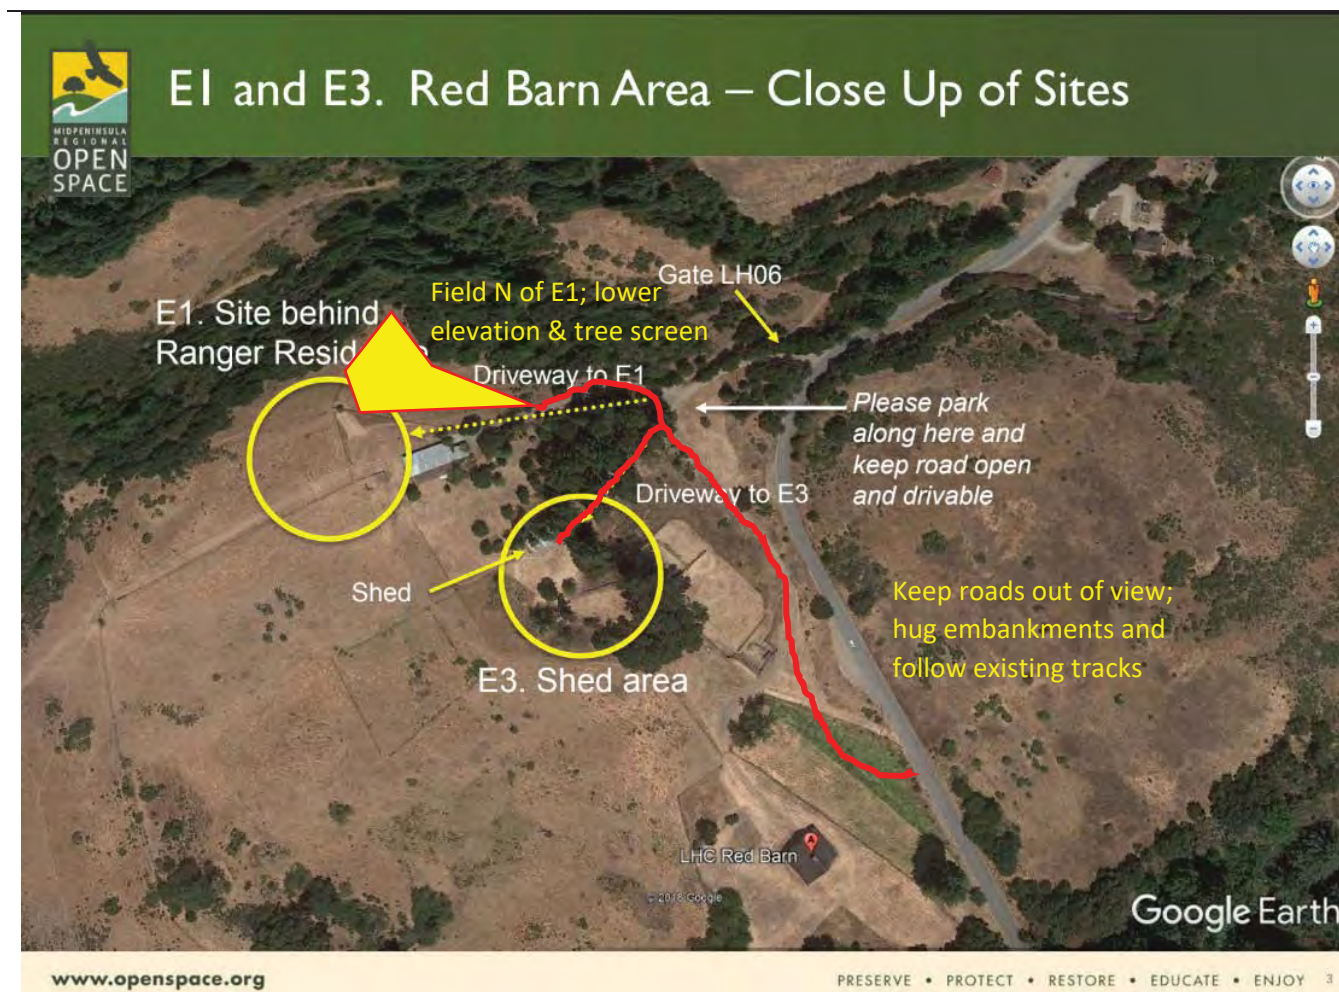 MIDPENINSULA
REGIONAL
OPEN
SPACE
E1 and E3. Red Barn Area – Close Up of Sites
Gate LH06
Field N of E1; lower
elevation & tree screen
E1. Site behind
Ranger
Driveway to E1
Please park
along here and
keep road open
and drivable
Driveway to E3
Shed
Keep roads out of view;
hug embankments and
follow existing tracks
E3. Shed area
A
LHC Red Barn
Google Earth
www.openspace.org
PRESERVE • PROTECT • RESTORE • EDUCATE • ENJOY 3